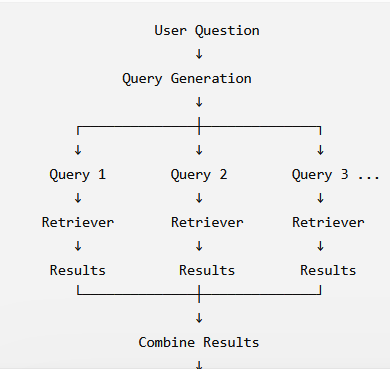 User Question
↓
Query Generation
↓
┌──────────────┼──────────────┐
↓ ↓ ↓
Query 1 Query 2 Query 3 ...
↓ ↓ ↓
Retriever Retriever Retriever
↓ ↓ ↓
Results Results Results
└──────────────┼──────────────┘
↓
Combine Results
↓